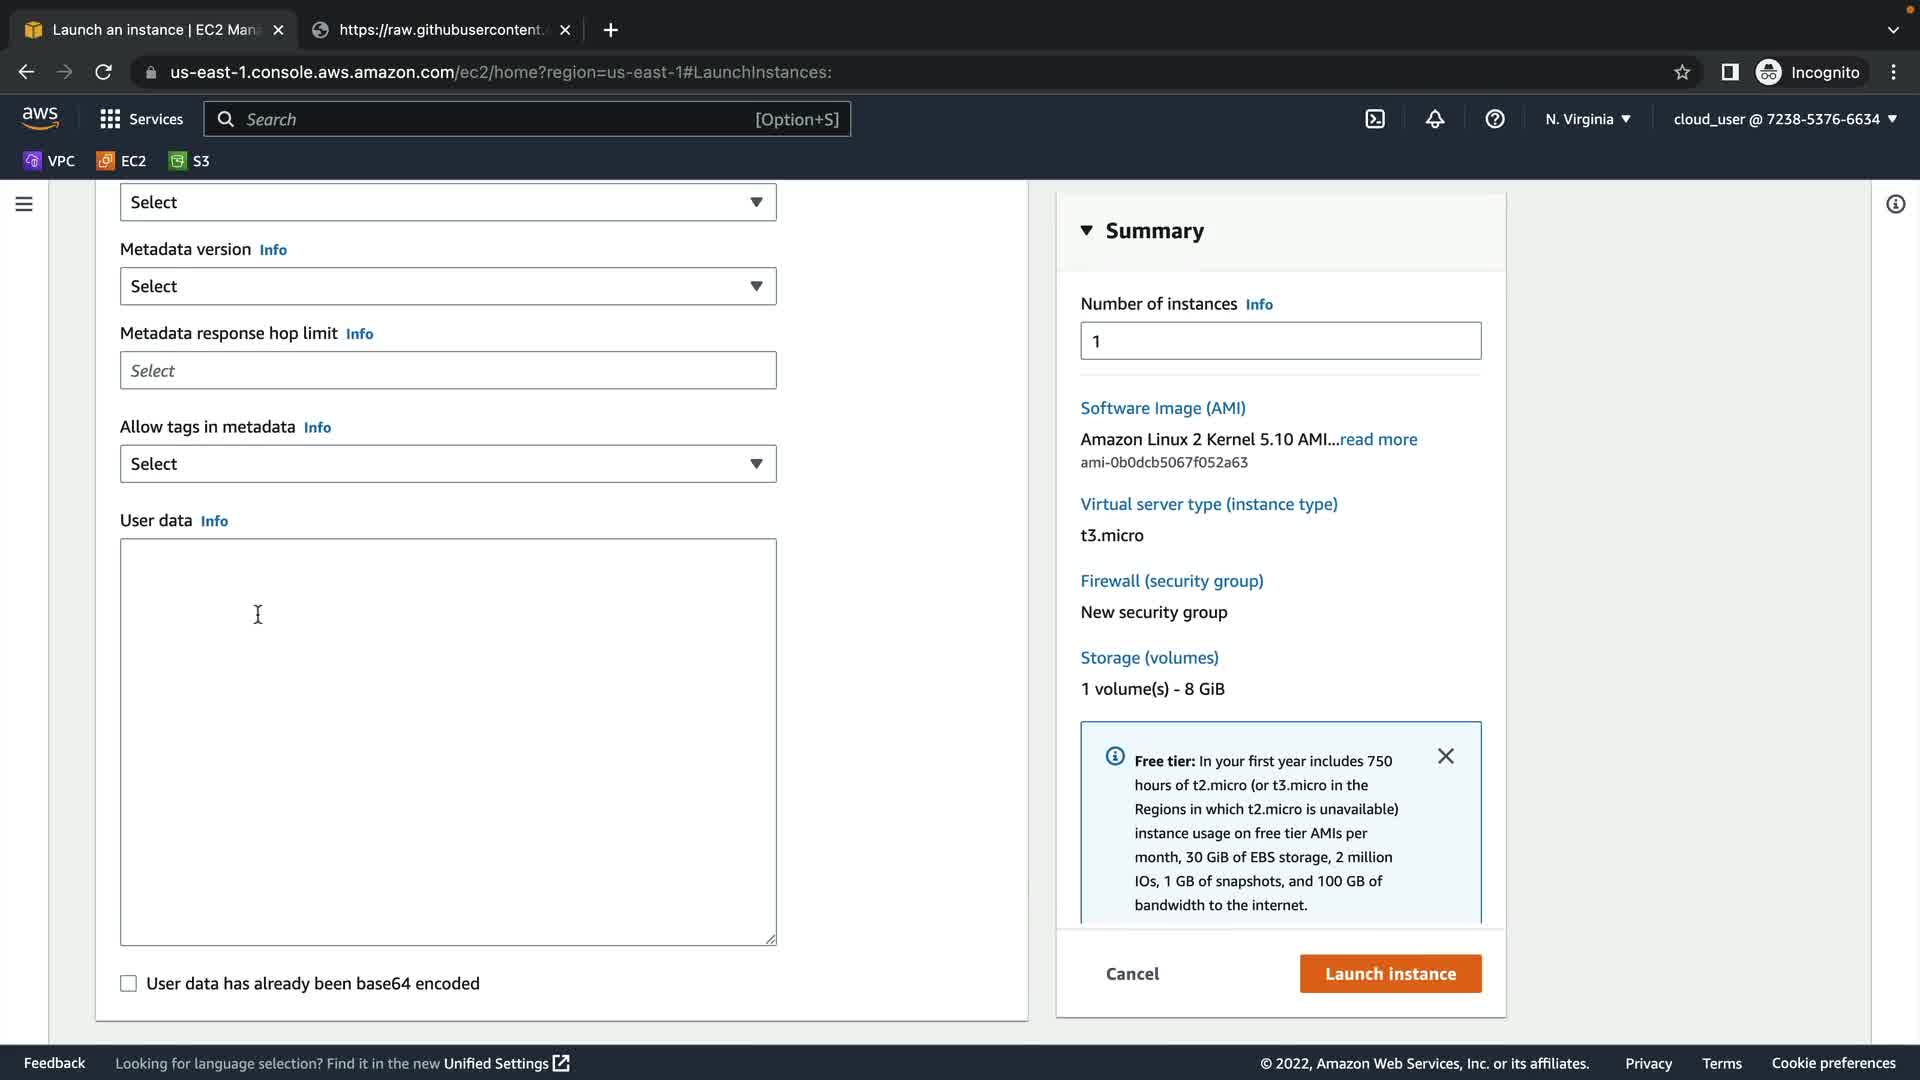 Launch an instance | EC2 Mana
https://raw.githubusercontent.
us-east-1.console.aws.amazon.com/ec2/home?region=us-east-1#LaunchInstances:
Incognito
aws
Services
Search
[Option+S]
N. Virginia
cloud_user @ 7238-5376-6634
VPC
EC2
S3
Select
Metadata version Info
Select
Metadata response hop limit Info
Select
Allow tags in metadata Info
Select
User data Info
User data has already been base64 encoded
Summary
Number of instances Info
1
Software Image (AMI)
Amazon Linux 2 Kernel 5.10 AMI...read more
ami-0b0dcb5067f052a63
Virtual server type (instance type)
t3.micro
Firewall (security group)
New security group
Storage (volumes)
1 volume(s) - 8 GiB
Free tier: In your first year includes 750
hours of t2.micro (or t3.micro in the
Regions in which t2.micro is unavailable)
instance usage on free tier AMIs per
month, 30 GiB of EBS storage, 2 million
IOs, 1 GB of snapshots, and 100 GB of
bandwidth to the internet.
Cancel
Launch instance
Feedback
Looking for language selection? Find it in the new Unified Settings
© 2022, Amazon Web Services, Inc. or its affiliates.
Privacy
Terms
Cookie preferences